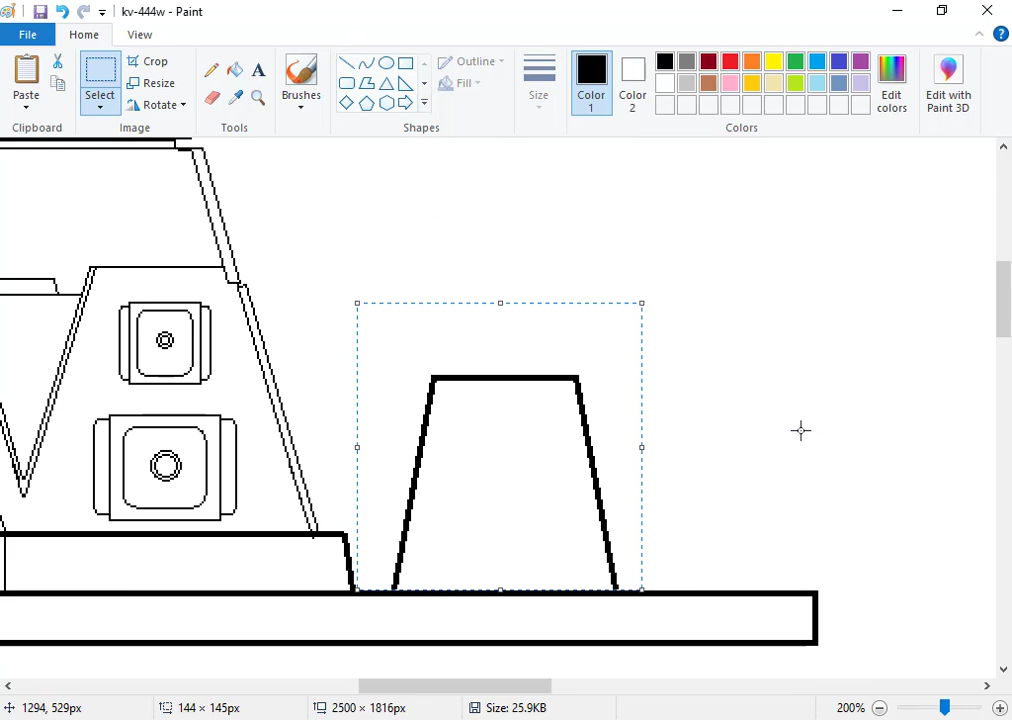 kv-444w - Paint
File Home View
Paste
Clipboard
Select
Crop
Resize
Rotate
Image
A
Tools
Brushes
Outline
Fill
Shapes
Size
Color 1
Color 2
Edit colors
Colors
Edit with Paint 3D
?
1294, 529px 144 × 145px 2500 × 1816px Size: 25.9KB 200%